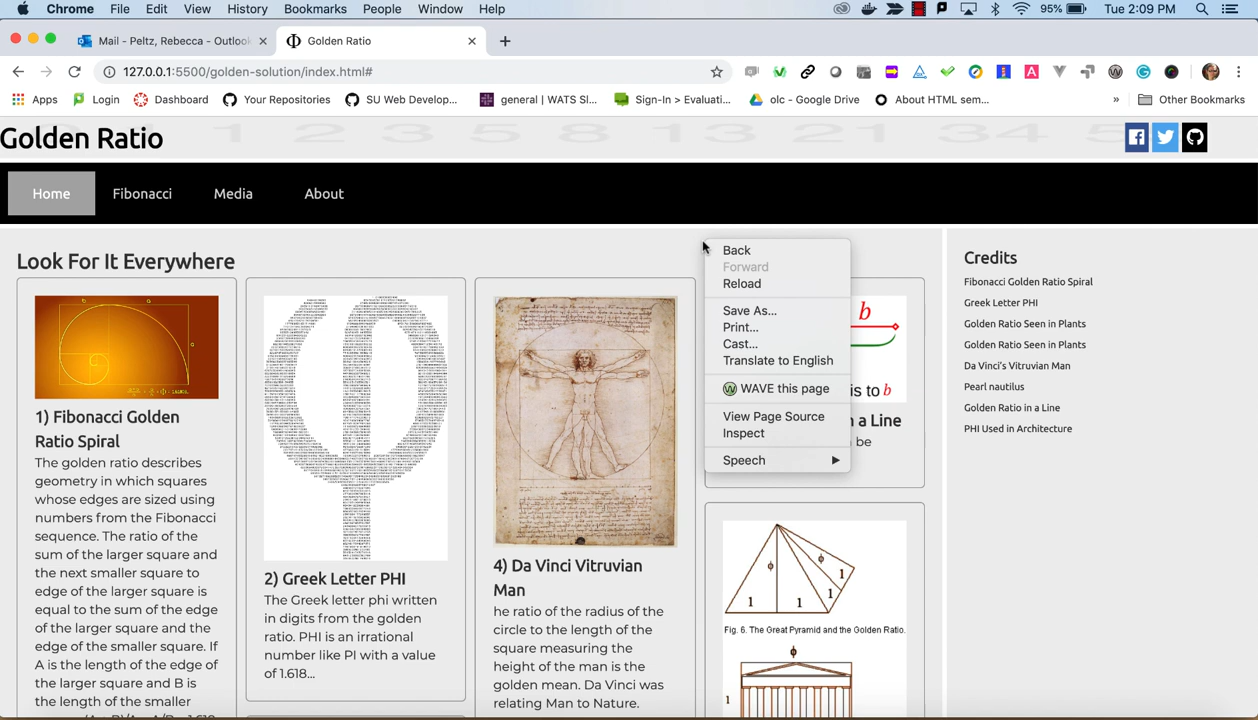 Chrome File Edit View History Bookmarks People Window Help 95% Tue 2:09 PM
Mail - Peltz, Rebecca - Outlook Golden Ratio
127.0.0.1:5500/golden-solution/index.html#
Apps Login Dashboard Your Repositories SU Web Develop... general | WATS Sl... Sign-In > Evaluati... olc - Google Drive About HTML sem... » Other Bookmarks
Golden Ratio
1 1 2 3 5 8 13 21 34
Home Fibonacci Media About
Look For It Everywhere
1) Fibonacci Golden
Ratio Spiral
The golden ratio describes
geometry in which squares
whose edges are sized using
numbers from the Fibonacci
sequence. The ratio of the
sum of the larger square and
the next smaller square to
edge of the larger square is
equal to the sum of the edge
of the larger square and the
edge of the smaller square. If
A is the length of the edge of
the larger square and B is
the length of the smaller
2) Greek Letter PHI
The Greek letter phi written
in digits from the golden
ratio. PHI is an irrational
number like PI with a value
of 1.618...
4) Da Vinci Vitruvian
Man
he ratio of the radius of the
circle to the length of the
square measuring the
height of the man is the
golden mean. Da Vinci was
relating Man to Nature.
Back
Forward
Reload
Save As...
Print...
Cast...
Translate to English
WAVE this page
View Page Source
Inspect
Speech
b
is to b
a Line
be
ϕ ϕ 1
1 1 1
Fig. 6. The Great Pyramid and the Golden Ratio.
ϕ
1
Credits
Fibonacci Golden Ratio Spiral
Greek Letter PHI
Golden Ratio Seen in Plants
Golden Ratio Seen in Plants
Da Vinci's Vitruvian Man
Pearl nautilus
Golden Ratio in a Line
PHI Used in Architecture